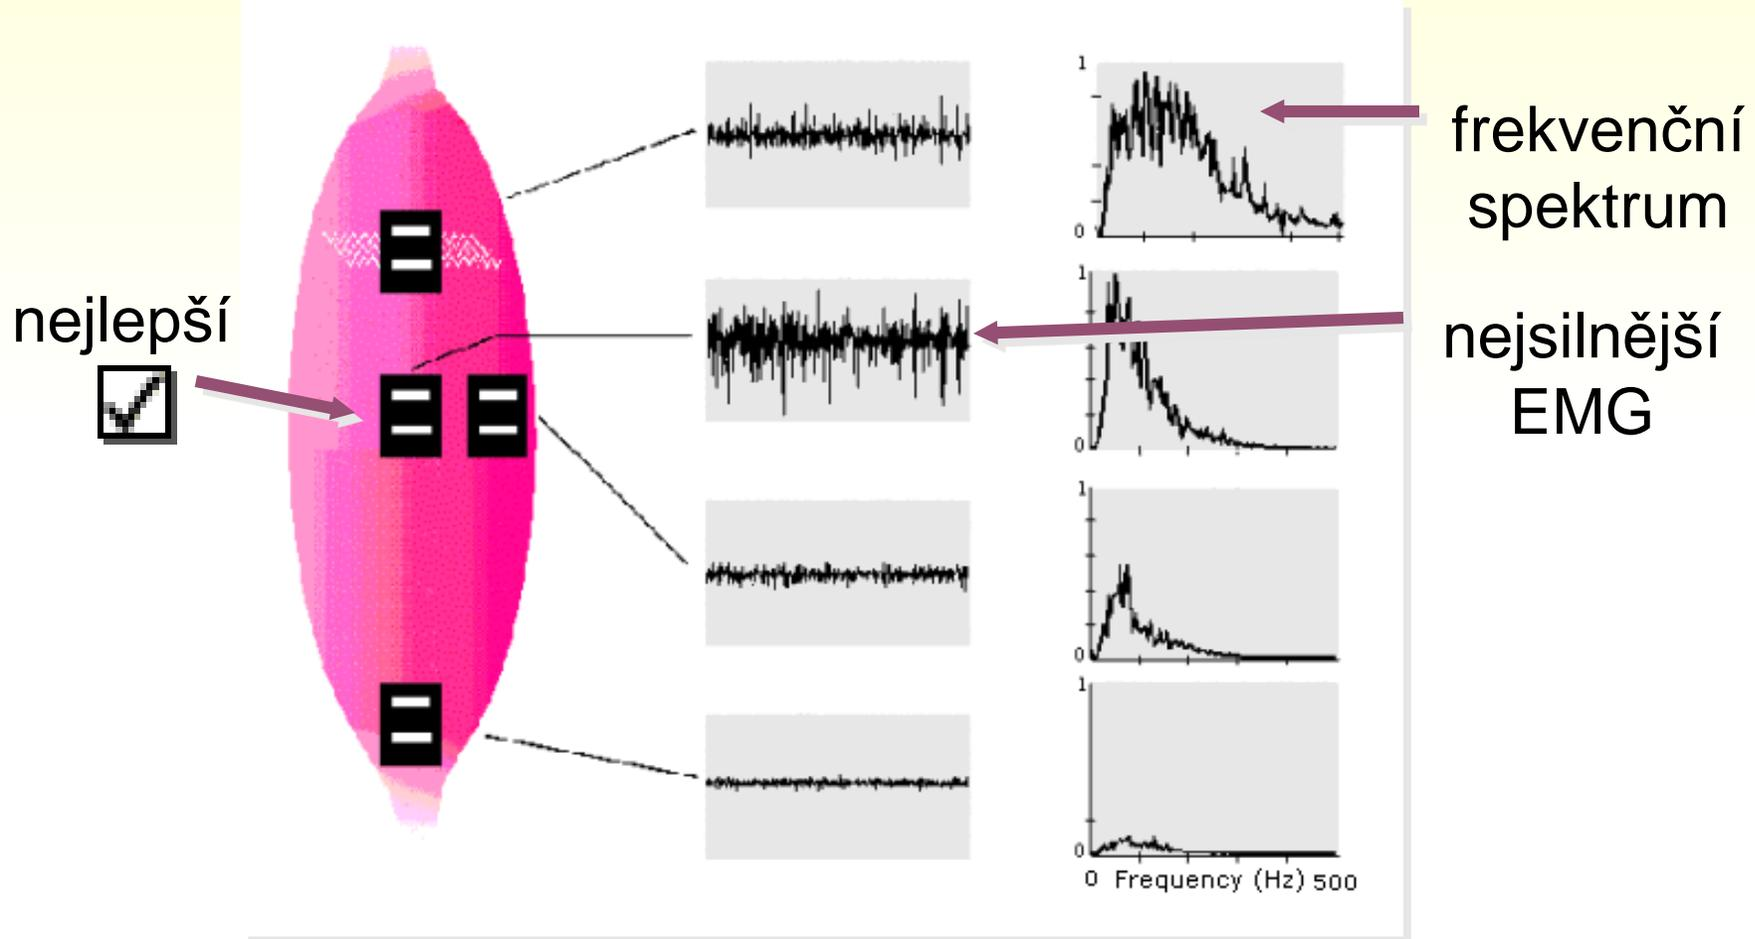 nejlepší
frekvenční
spektrum
nejsilnější
EMG
1
0
1
0
1
0
1
0
0 Frequency (Hz) 500